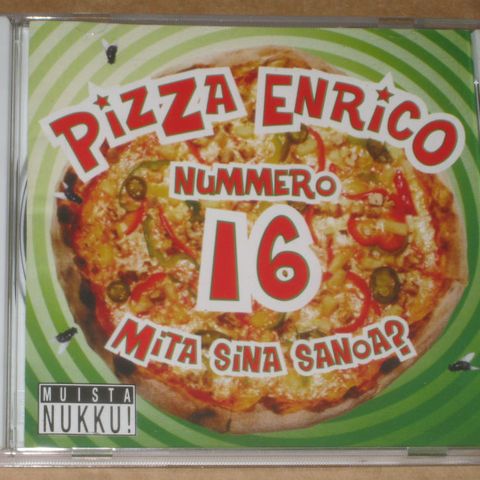 PIZZA ENRICO
NUMMERO
16
MITA SINA SANOA?
MUISTA
NUKKU!